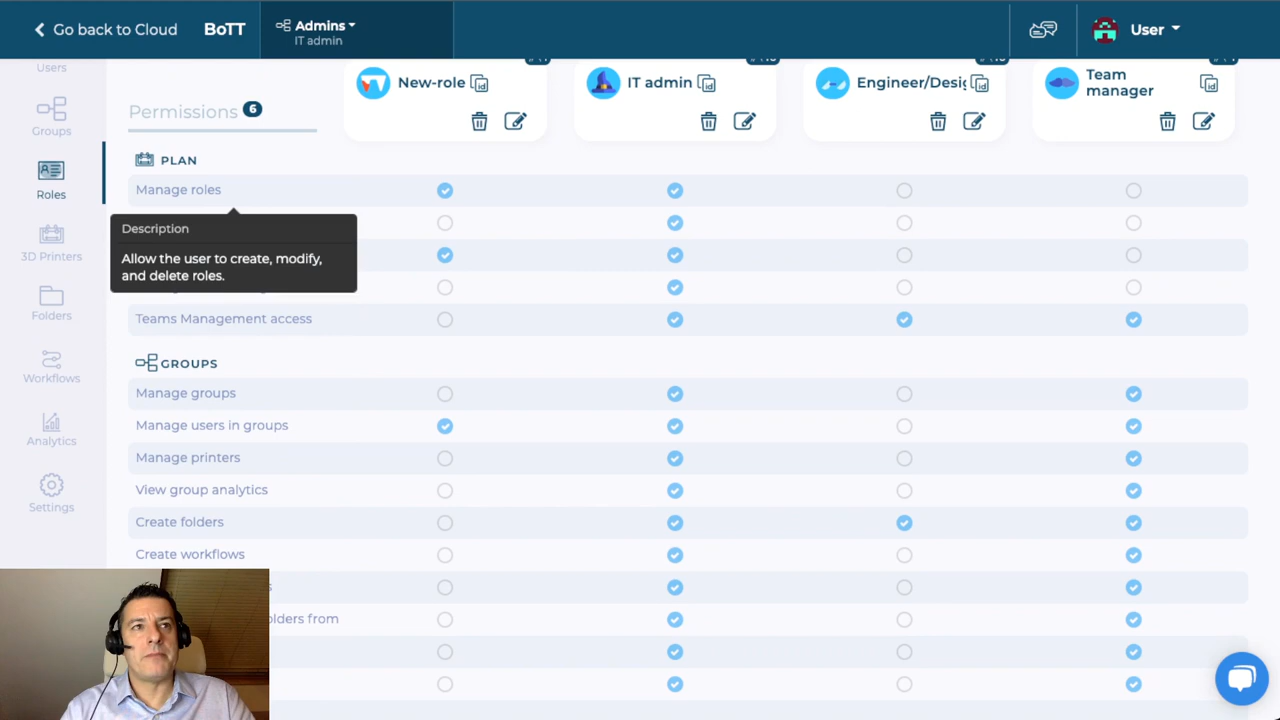 Go back to Cloud
BoTT
Admins
IT admin
User
Users
Groups
Roles
3D Printers
Folders
Workflows
Analytics
Settings
Permissions 6
New-role
IT admin
Engineer/Desig
Team
manager
PLAN
Manage roles
Description
Allow the user to create, modify,
and delete roles.
Teams Management access
GROUPS
Manage groups
Manage users in groups
Manage printers
View group analytics
Create folders
Create workflows
olders from